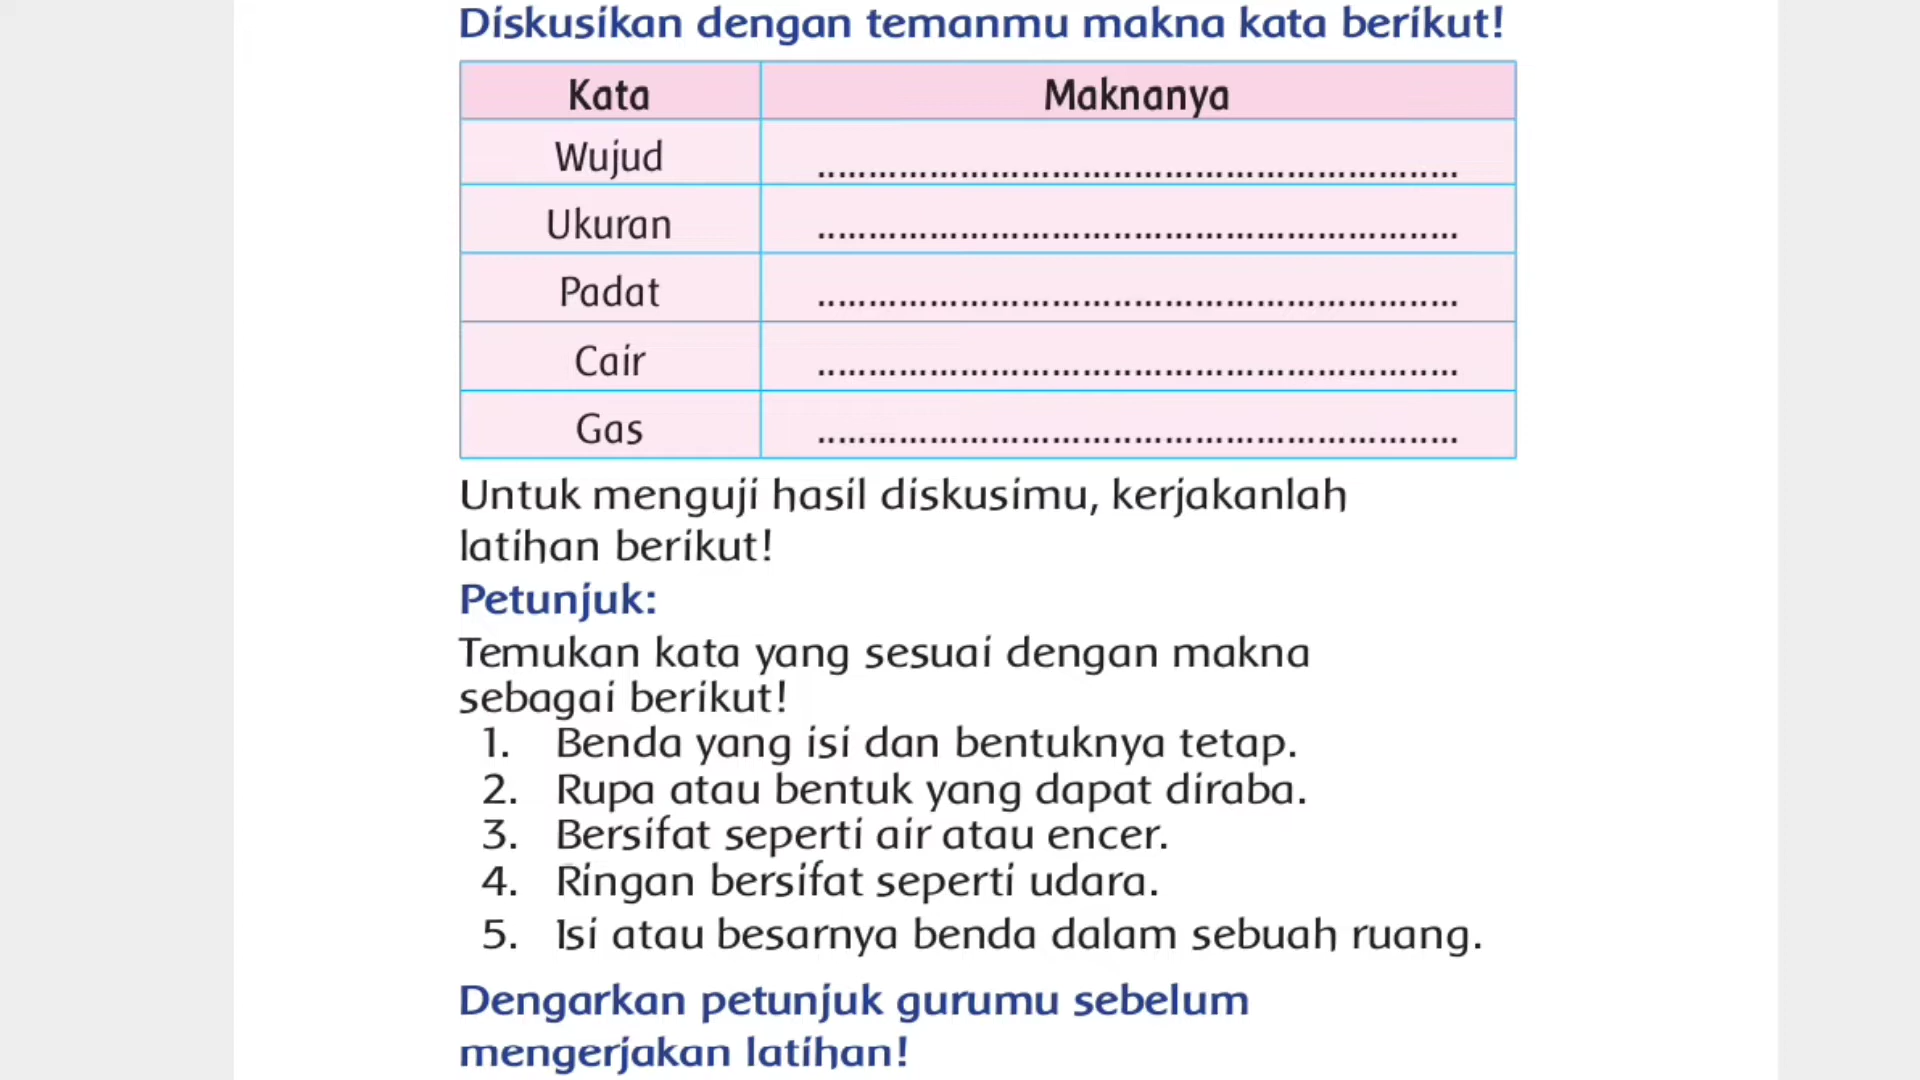 Diskusikan dengan temanmu makna kata berikut!
Kata Maknanya
Wujud ..............................................................
Ukuran ..............................................................
Padat ..............................................................
Cair ..............................................................
Gas ..............................................................
Untuk menguji hasil diskusimu, kerjakanlah
latihan berikut!
Petunjuk:
Temukan kata yang sesuai dengan makna
sebagai berikut!
1. Benda yang isi dan bentuknya tetap.
2. Rupa atau bentuk yang dapat diraba.
3. Bersifat seperti air atau encer.
4. Ringan bersifat seperti udara.
5. Isi atau besarnya benda dalam sebuah ruang.
Dengarkan petunjuk gurumu sebelum
mengerjakan latihan!